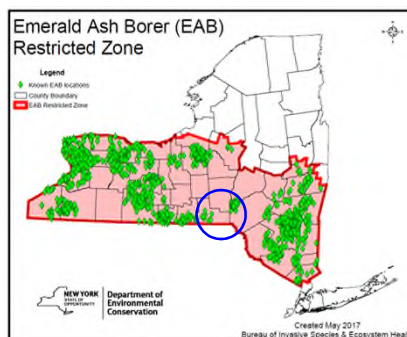 Emerald Ash Borer (EAB)
Restricted Zone
Legend
Known EAB locations
County Boundary
EAB Restricted Zone
NEW YORK
STATE OF
OPPORTUNITY
Department of
Environmental
Conservation
Created May 2017
Bureau of Invasive Species & Ecosystem Heal